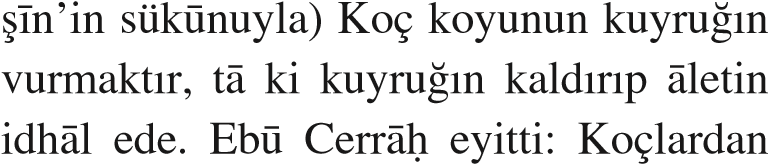 şīn’in sükūnuyla) Koç koyunun kuyruğın
vurmaktır, tā ki kuyruğın kaldırıp āletin
idhāl ede. Ebū Cerrāḥ eyitti: Koçlardan